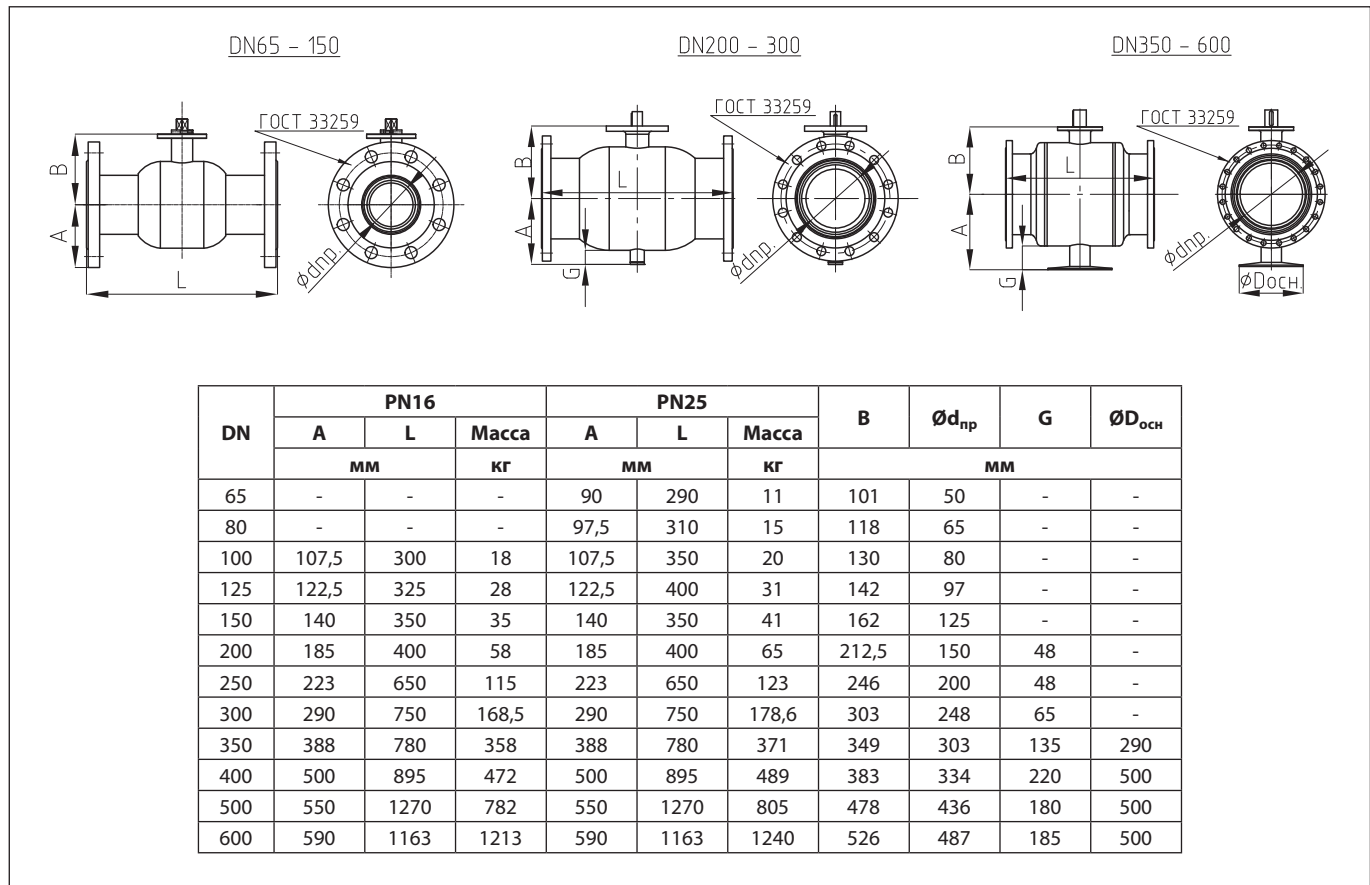 DN65 – 150
DN200 – 300
DN350 – 600
ГОСТ 33259
B
A
L
Ødпр.
ГОСТ 33259
B
L
A
G
Ødпр.
ГОСТ 33259
B
L
A
G
Ødпр.
ØDосн.
DN PN16 PN25 B Ødпр G ØDосн
A L Масса A L Масса
мм кг мм кг мм
65 - - - 90 290 11 101 50 - -
80 - - - 97,5 310 15 118 65 - -
100 107,5 300 18 107,5 350 20 130 80 - -
125 122,5 325 28 122,5 400 31 142 97 - -
150 140 350 35 140 350 41 162 125 - -
200 185 400 58 185 400 65 212,5 150 48 -
250 223 650 115 223 650 123 246 200 48 -
300 290 750 168,5 290 750 178,6 303 248 65 -
350 388 780 358 388 780 371 349 303 135 290
400 500 895 472 500 895 489 383 334 220 500
500 550 1270 782 550 1270 805 478 436 180 500
600 590 1163 1213 590 1163 1240 526 487 185 500